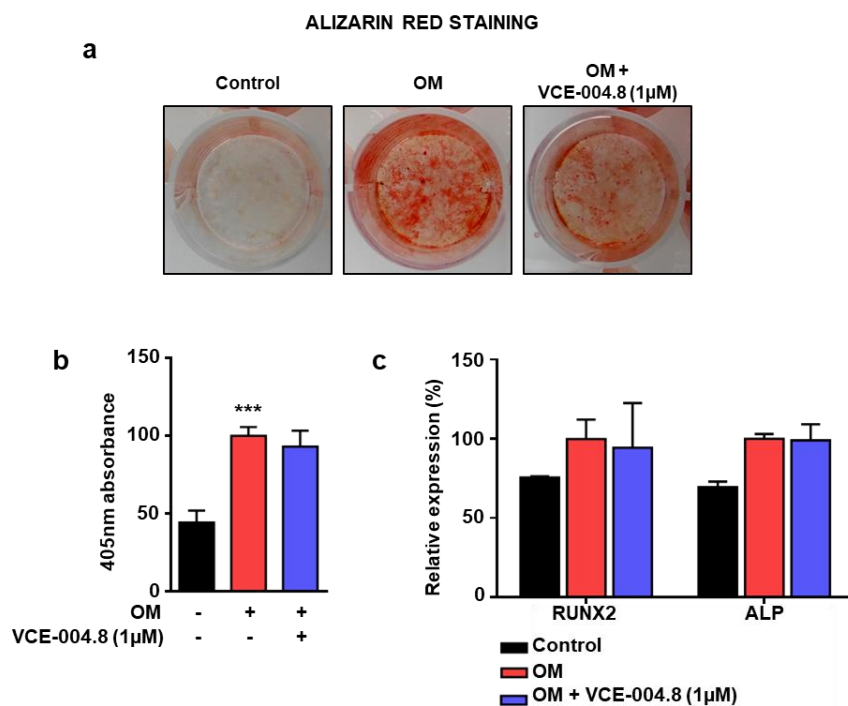 ALIZARIN RED STAINING
a
Control
OM
OM +
VCE-004.8 (1µM)
b
150
100
50
0
405nm absorbance
***
OM - + +
VCE-004.8 (1µM) - - +
c
150
100
50
0
Relative expression (%)
RUNX2 ALP
Control
OM
OM + VCE-004.8 (1µM)